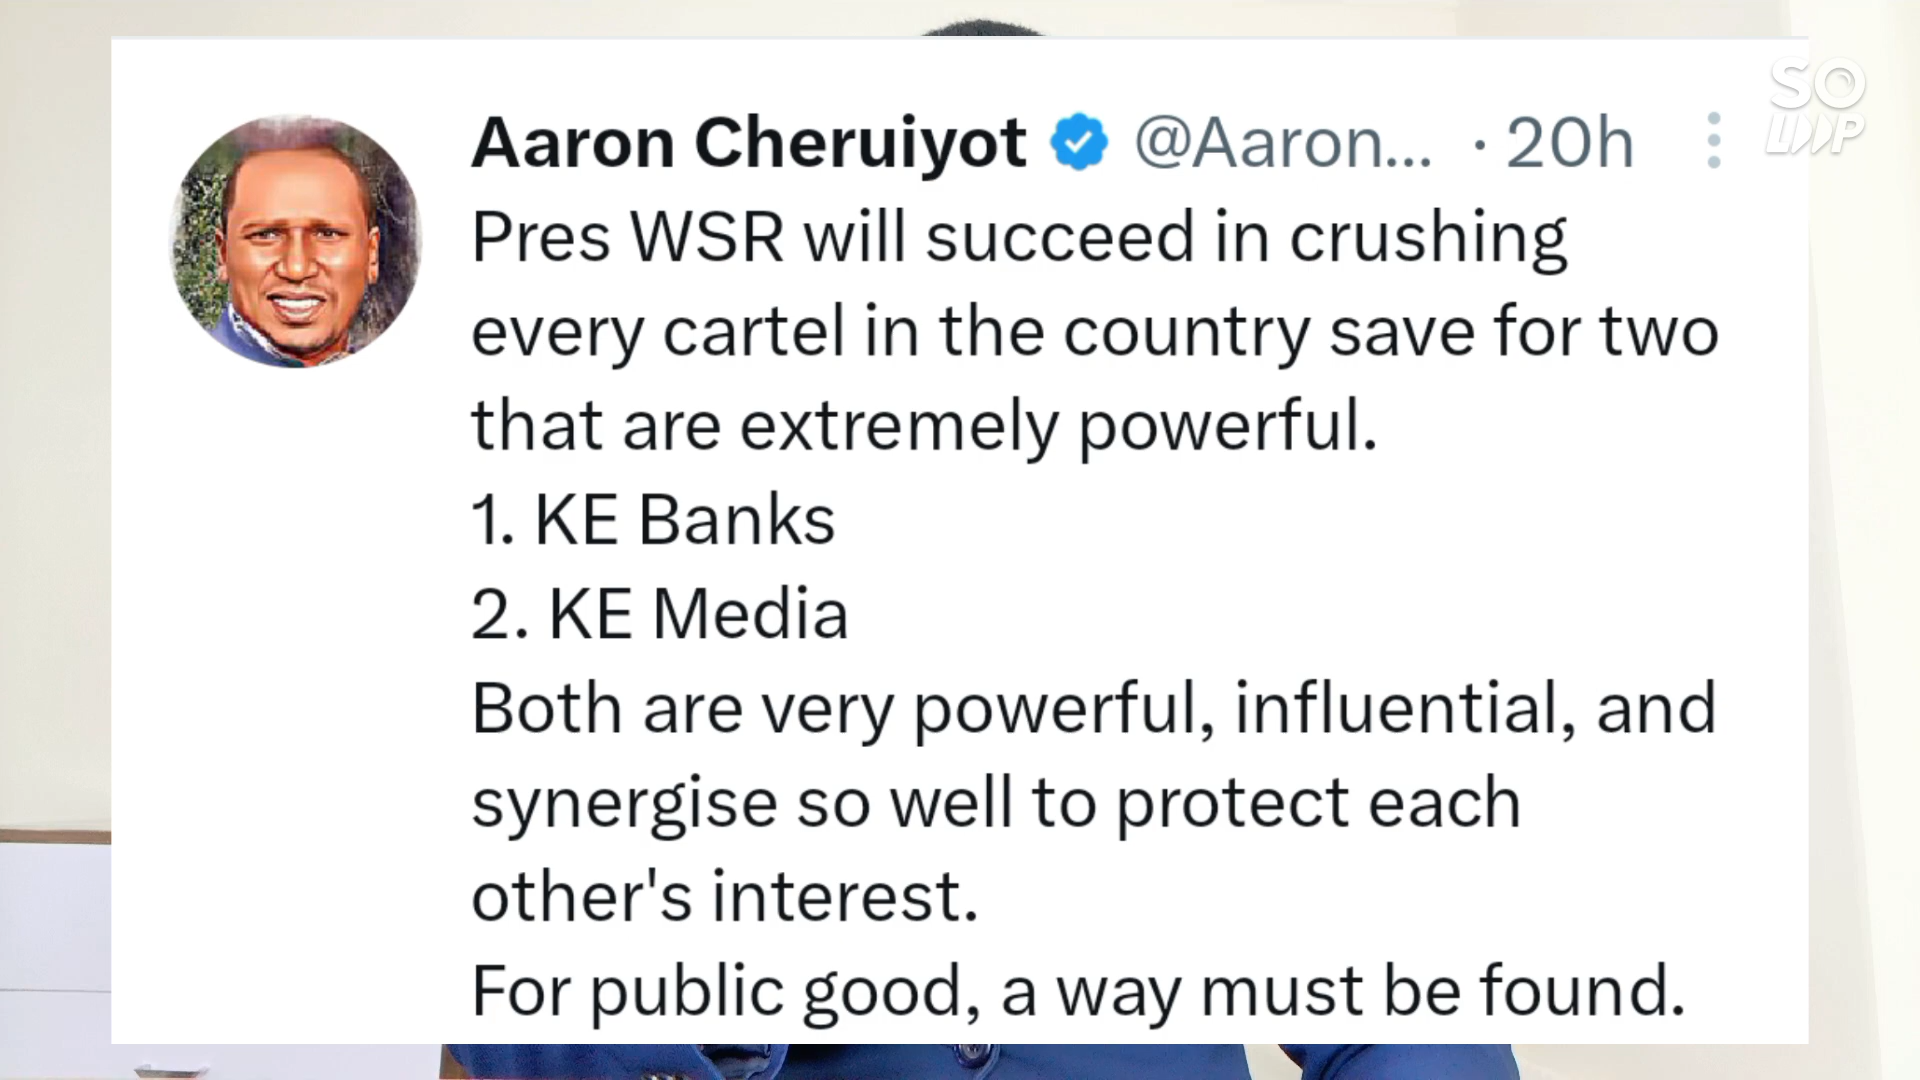 SO
LOOP
Aaron Cheruiyot @Aaron... · 20h
Pres WSR will succeed in crushing
every cartel in the country save for two
that are extremely powerful.
1. KE Banks
2. KE Media
Both are very powerful, influential, and
synergise so well to protect each
other's interest.
For public good, a way must be found.